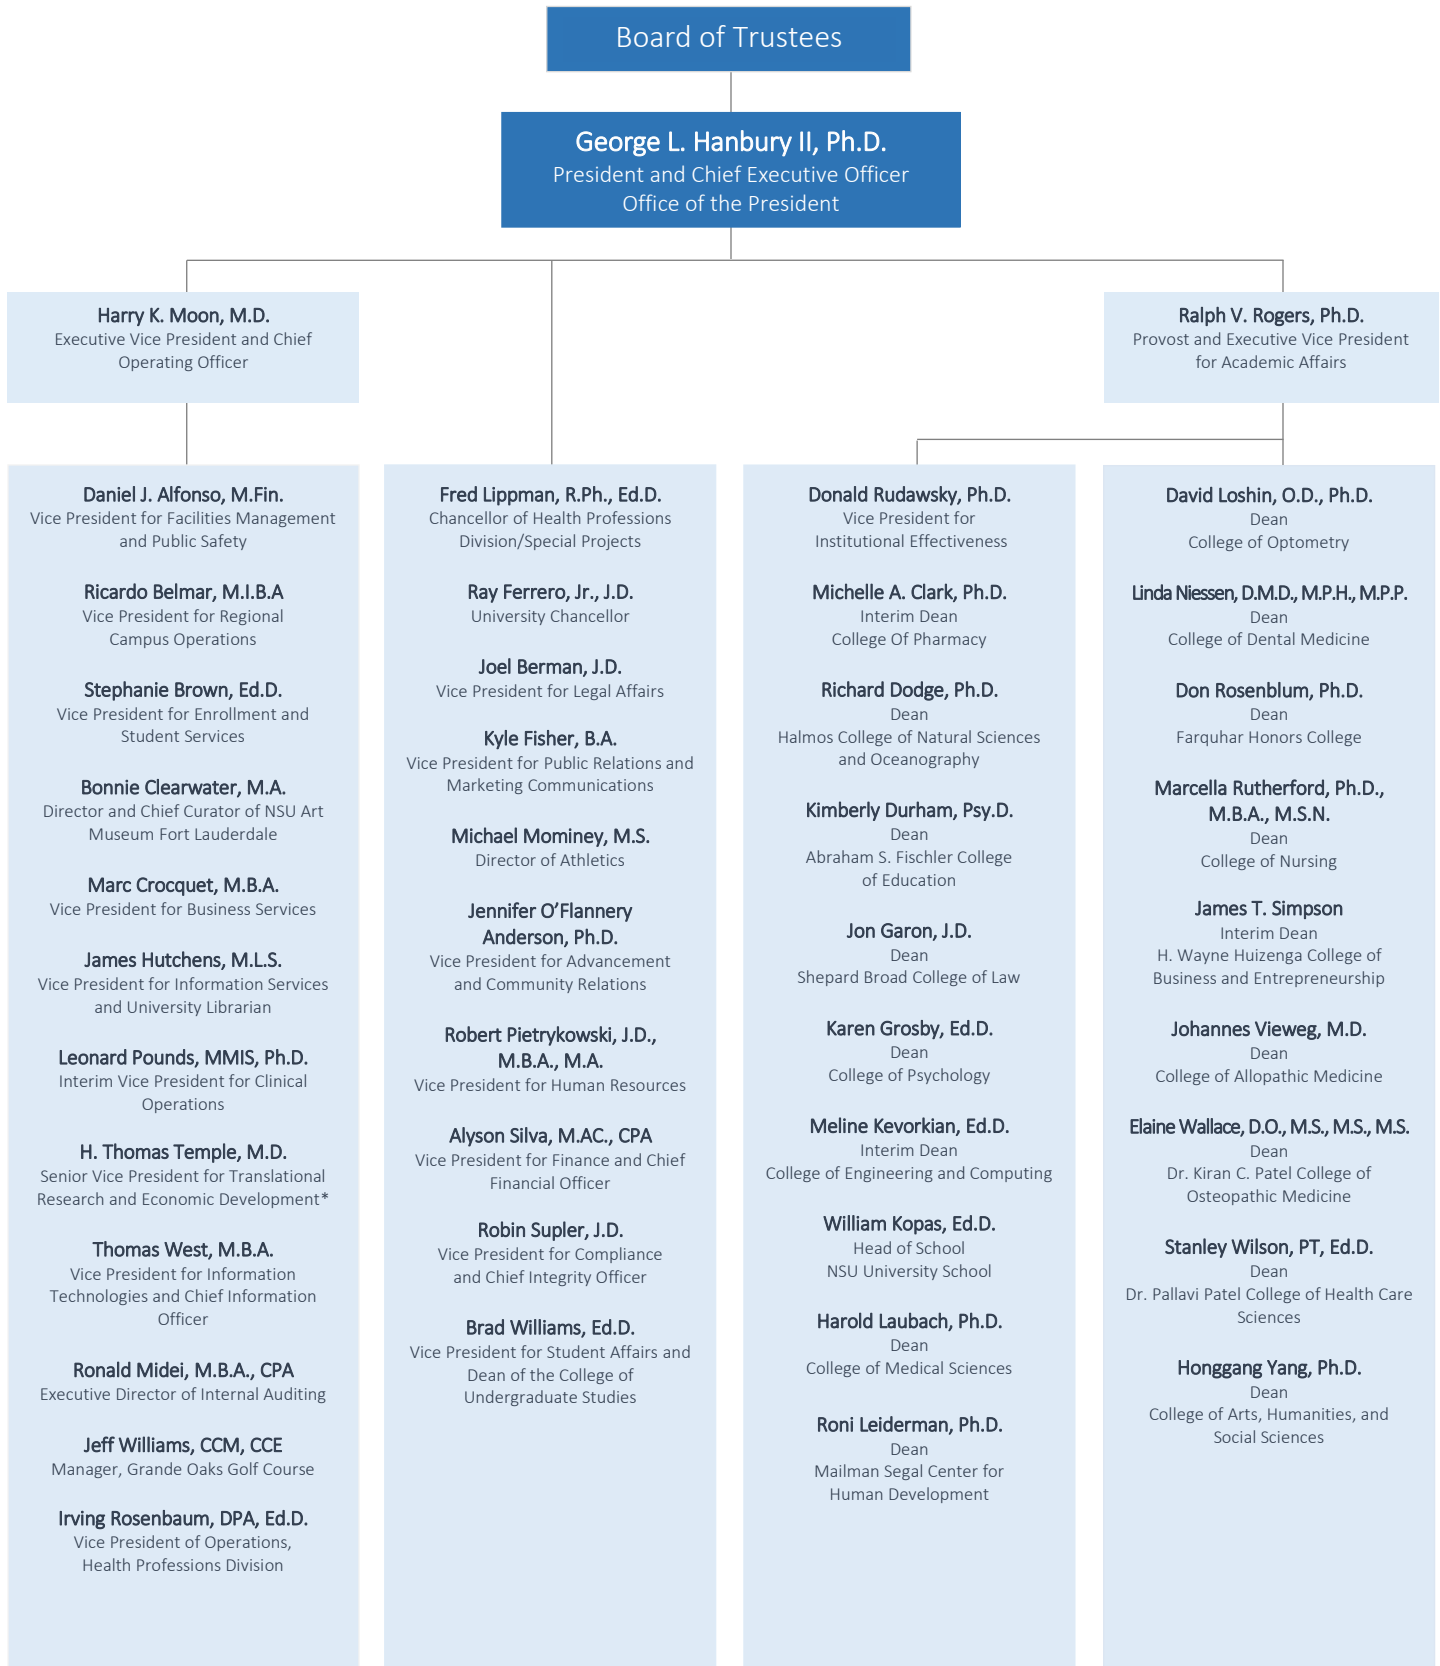 Board of Trustees
George L. Hanbury II, Ph.D.
President and Chief Executive Officer
Office of the President
Harry K. Moon, M.D.
Executive Vice President and Chief
Operating Officer
Ralph V. Rogers, Ph.D.
Provost and Executive Vice President
for Academic Affairs
Daniel J. Alfonso, M.Fin.
Vice President for Facilities Management
and Public Safety
Ricardo Belmar, M.I.B.A
Vice President for Regional
Campus Operations
Stephanie Brown, Ed.D.
Vice President for Enrollment and
Student Services
Bonnie Clearwater, M.A.
Director and Chief Curator of NSU Art
Museum Fort Lauderdale
Marc Crocquet, M.B.A.
Vice President for Business Services
James Hutchens, M.L.S.
Vice President for Information Services
and University Librarian
Leonard Pounds, MMIS, Ph.D.
Interim Vice President for Clinical
Operations
H. Thomas Temple, M.D.
Senior Vice President for Translational
Research and Economic Development*
Thomas West, M.B.A.
Vice President for Information
Technologies and Chief Information
Officer
Ronald Midei, M.B.A., CPA
Executive Director of Internal Auditing
Jeff Williams, CCM, CCE
Manager, Grande Oaks Golf Course
Irving Rosenbaum, DPA, Ed.D.
Vice President of Operations,
Health Professions Division
Fred Lippman, R.Ph., Ed.D.
Chancellor of Health Professions
Division/Special Projects
Ray Ferrero, Jr., J.D.
University Chancellor
Joel Berman, J.D.
Vice President for Legal Affairs
Kyle Fisher, B.A.
Vice President for Public Relations and
Marketing Communications
Michael Mominey, M.S.
Director of Athletics
Jennifer O’Flannery
Anderson, Ph.D.
Vice President for Advancement
and Community Relations
Robert Pietrykowski, J.D.,
M.B.A., M.A.
Vice President for Human Resources
Alyson Silva, M.AC., CPA
Vice President for Finance and Chief
Financial Officer
Robin Supler, J.D.
Vice President for Compliance
and Chief Integrity Officer
Brad Williams, Ed.D.
Vice President for Student Affairs and
Dean of the College of
Undergraduate Studies
Donald Rudawsky, Ph.D.
Vice President for
Institutional Effectiveness
Michelle A. Clark, Ph.D.
Interim Dean
College Of Pharmacy
Richard Dodge, Ph.D.
Dean
Halmos College of Natural Sciences
and Oceanography
Kimberly Durham, Psy.D.
Dean
Abraham S. Fischler College
of Education
Jon Garon, J.D.
Dean
Shepard Broad College of Law
Karen Grosby, Ed.D.
Dean
College of Psychology
Meline Kevorkian, Ed.D.
Interim Dean
College of Engineering and Computing
William Kopas, Ed.D.
Head of School
NSU University School
Harold Laubach, Ph.D.
Dean
College of Medical Sciences
Roni Leiderman, Ph.D.
Dean
Mailman Segal Center for
Human Development
David Loshin, O.D., Ph.D.
Dean
College of Optometry
Linda Niessen, D.M.D., M.P.H., M.P.P.
Dean
College of Dental Medicine
Don Rosenblum, Ph.D.
Dean
Farquhar Honors College
Marcella Rutherford, Ph.D.,
M.B.A., M.S.N.
Dean
College of Nursing
James T. Simpson
Interim Dean
H. Wayne Huizenga College of
Business and Entrepreneurship
Johannes Vieweg, M.D.
Dean
College of Allopathic Medicine
Elaine Wallace, D.O., M.S., M.S., M.S.
Dean
Dr. Kiran C. Patel College of
Osteopathic Medicine
Stanley Wilson, PT, Ed.D.
Dean
Dr. Pallavi Patel College of Health Care
Sciences
Honggang Yang, Ph.D.
Dean
College of Arts, Humanities, and
Social Sciences